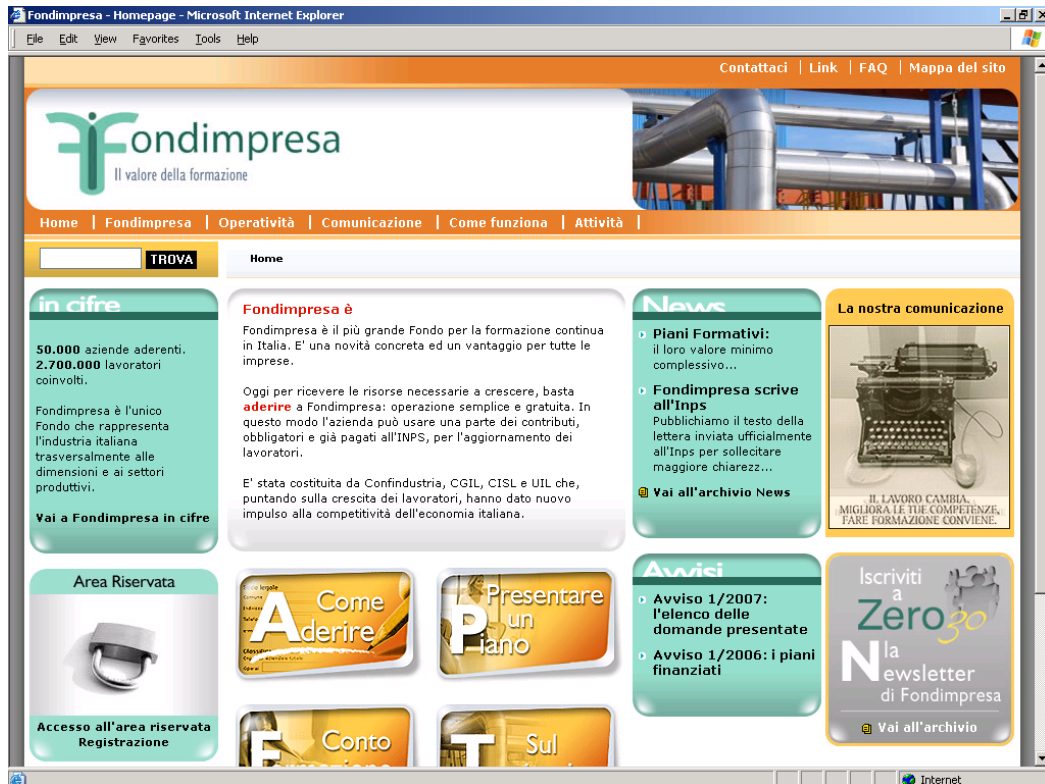 Fondimpresa - Homepage - Microsoft Internet Explorer
File Edit View Favorites Tools Help
Contattaci | Link | FAQ | Mappa del sito
Fondimpresa
Il valore della formazione
Home | Fondimpresa | Operatività | Comunicazione | Come funziona | Attività |
TROVA
Home
in cifre
50.000 aziende aderenti.
2.700.000 lavoratori
coinvolti.
Fondimpresa è l'unico
Fondo che rappresenta
l'industria italiana
trasversalmente alle
dimensioni e ai settori
produttivi.
Vai a Fondimpresa in cifre
Area Riservata
Accesso all'area riservata
Registrazione
Fondimpresa è
Fondimpresa è il più grande Fondo per la formazione continua
in Italia. E' una novità concreta ed un vantaggio per tutte le
imprese.
Oggi per ricevere le risorse necessarie a crescere, basta
aderire a Fondimpresa: operazione semplice e gratuita. In
questo modo l'azienda può usare una parte dei contributi,
obbligatori e già pagati all'INPS, per l'aggiornamento dei
lavoratori.
E' stata costituita da Confindustria, CGIL, CISL e UIL che,
puntando sulla crescita dei lavoratori, hanno dato nuovo
impulso alla competitività dell'economia italiana.
Come
Aderire
Presentare
un
Piano
Conto
Sul
News
Piani Formativi:
il loro valore minimo
complessivo...
Fondimpresa scrive
all'Inps
Pubblichiamo il testo della
lettera inviata ufficialmente
all'Inps per sollecitare
maggiore chiarezz...
Vai all'archivio News
Avvisi
Avviso 1/2007:
l'elenco delle
domande presentate
Avviso 1/2006: i piani
finanziati
La nostra comunicazione
IL LAVORO CAMBIA.
MIGLIORA LE TUE COMPETENZE,
FARE FORMAZIONE CONVIENE.
Iscriviti
a
Zero30
la
Newsletter
di Fondimpresa
Vai all'archivio
Internet